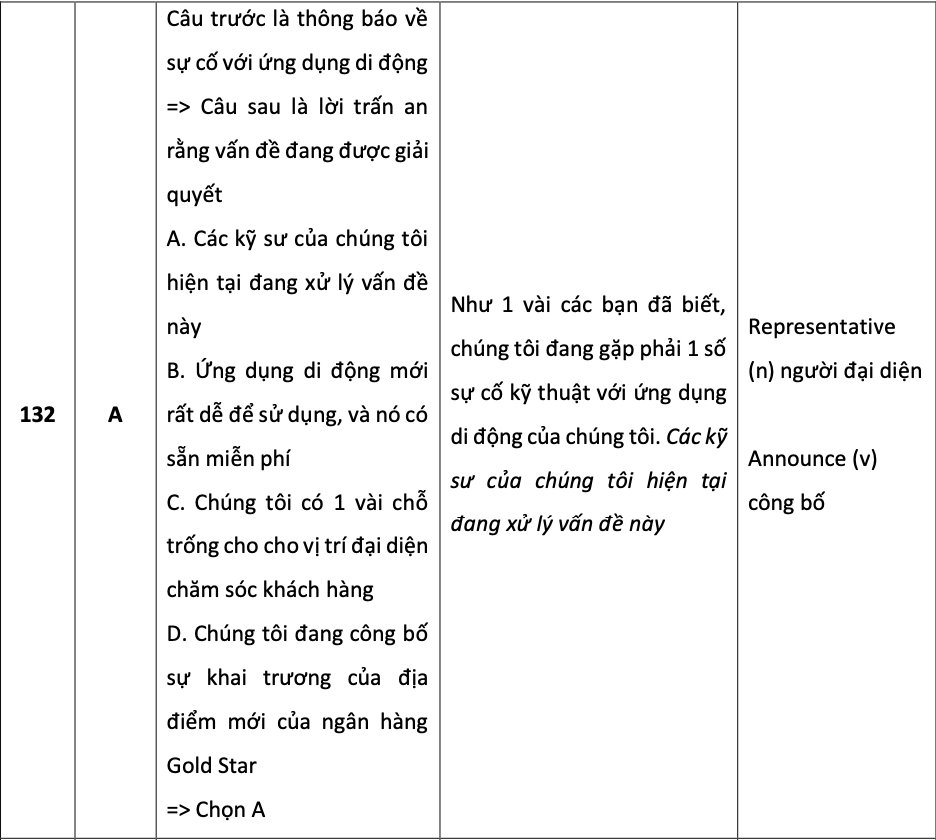 132
A
Câu trước là thông báo về
sự cố với ứng dụng di động
=> Câu sau là lời trấn an
rằng vấn đề đang được giải
quyết
A. Các kỹ sư của chúng tôi
hiện tại đang xử lý vấn đề
này
B. Ứng dụng di động mới
rất dễ để sử dụng, và nó có
sẵn miễn phí
C. Chúng tôi có 1 vài chỗ
trống cho cho vị trí đại diện
chăm sóc khách hàng
D. Chúng tôi đang công bố
sự khai trương của địa
điểm mới của ngân hàng
Gold Star
=> Chọn A
Như 1 vài các bạn đã biết,
chúng tôi đang gặp phải 1 số
sự cố kỹ thuật với ứng dụng
di động của chúng tôi. Các kỹ
sư của chúng tôi hiện tại
đang xử lý vấn đề này
Representative
(n) người đại diện
Announce (v)
công bố